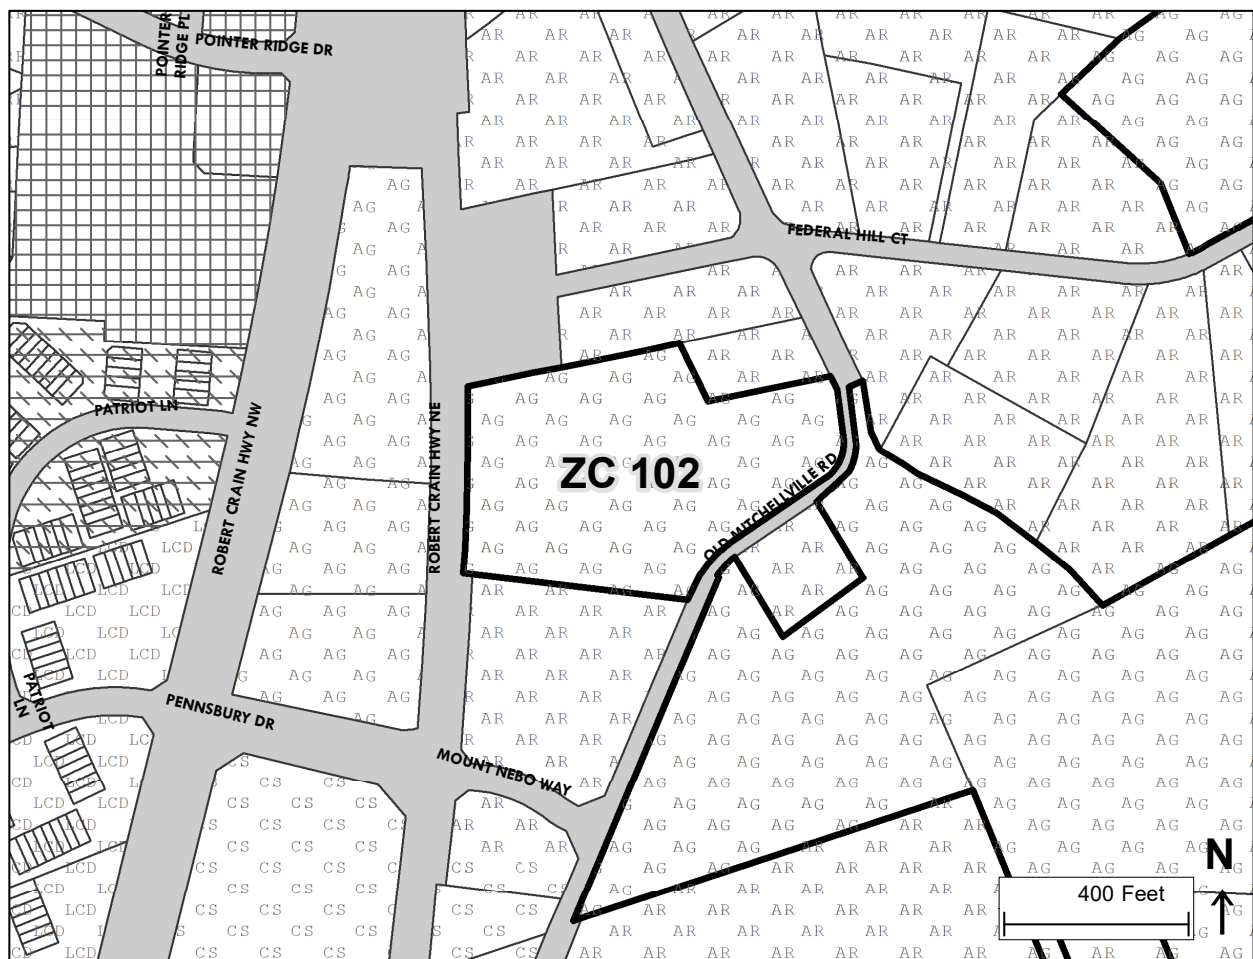 POINTER
RIDGE PL
POINTER RIDGE DR
FEDERAL HILL CT
PATRIOT LN
ROBERT CRAIN HWY NW
ROBERT CRAIN HWY NE
ZC 102
OLD MITCHELLVILLE RD
PATRIOT
LN
PENNSBURY DR
MOUNT NEBO WAY
AR
AG
LCD
CS
N
400 Feet